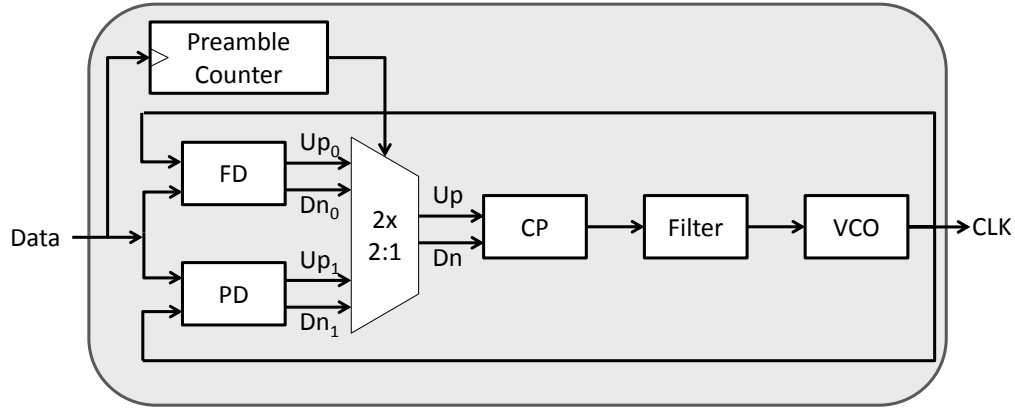 Preamble
Counter
Up₀
FD
Dn₀
Up
2x
CP
Filter
VCO
CLK
Data
2:1
Dn
Up₁
PD
Dn₁